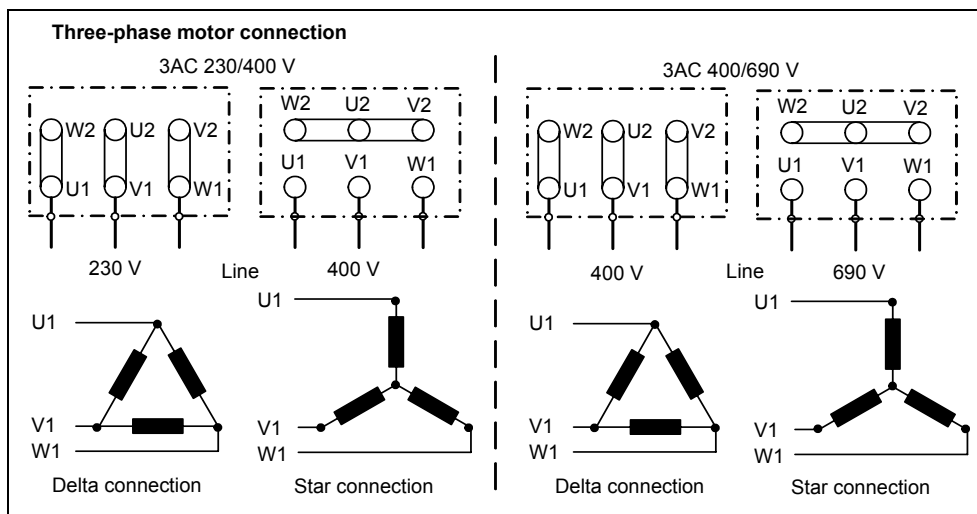 Three-phase motor connection
3AC 230/400 V
W2 U2 V2
U1 V1 W1
W2 U2 V2
U1 V1 W1
230 V Line 400 V
U1
V1
W1
Delta connection
U1
V1
W1
Star connection
3AC 400/690 V
W2 U2 V2
U1 V1 W1
W2 U2 V2
U1 V1 W1
400 V Line 690 V
U1
V1
W1
Delta connection
U1
V1
W1
Star connection